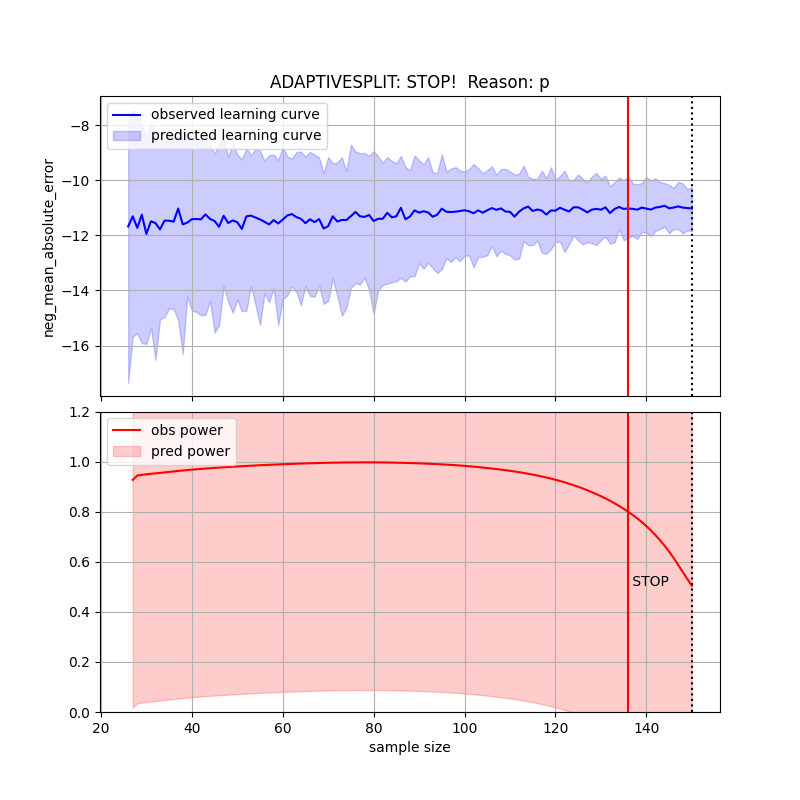 ADAPTIVESPLIT: STOP!  Reason: p
observed learning curve
predicted learning curve
neg_mean_absolute_error
−8
−10
−12
−14
−16
obs power
pred power
1.2
1.0
0.8
0.6
0.4
0.2
0.0
STOP
20 40 60 80 100 120 140
sample size